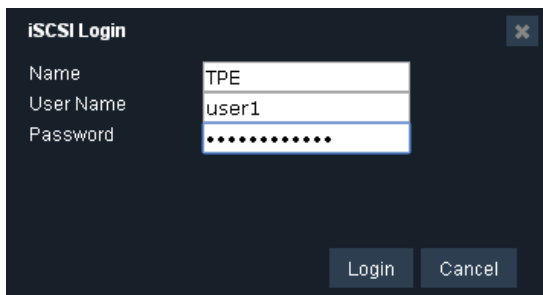 iSCSI Login
Name TPE
User Name user1
Password ••••••••••••
Login Cancel